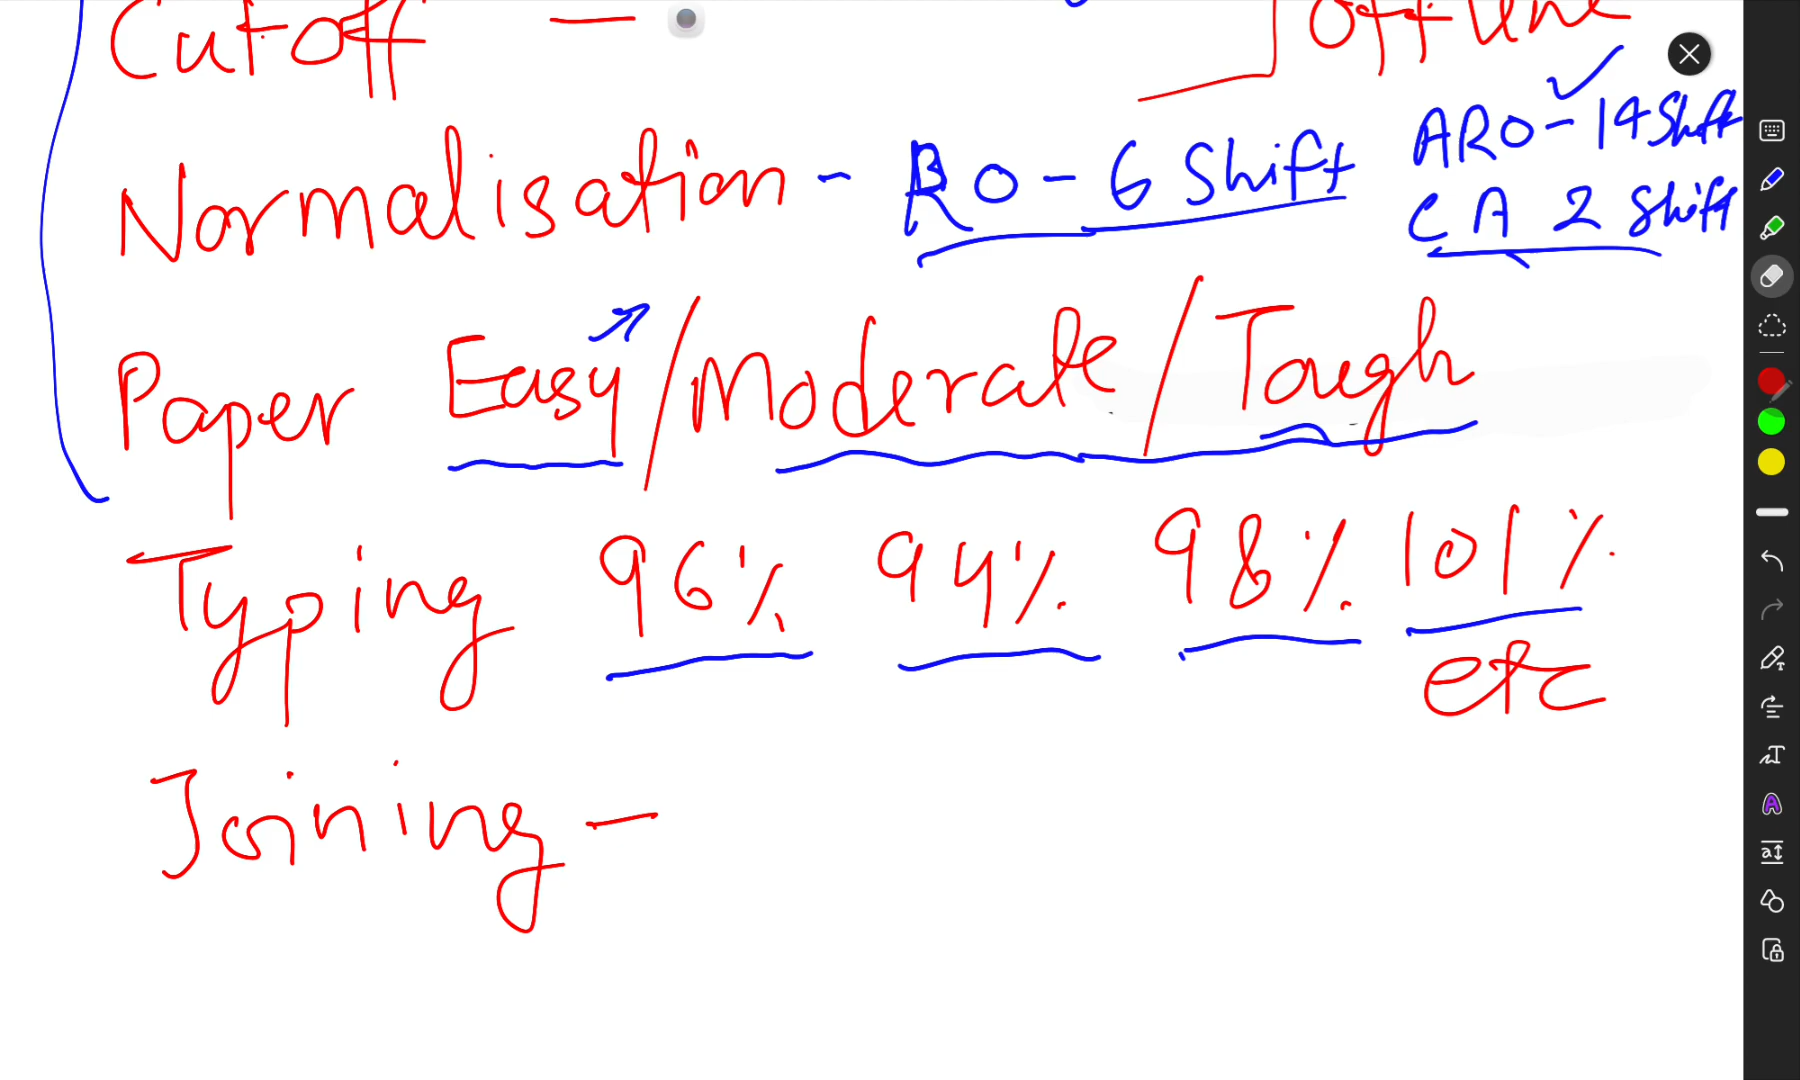 Cutoff — offline
Normalisation - RO - 6 Shift
ARO - 14 Shift
CA 2 Shift
Paper Easy / Moderate / Tough
Typing 96% 94% 98% 101%
etc
Joining -